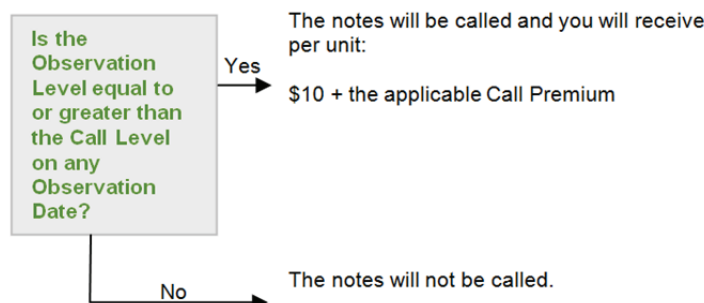 Is the
Observation
Level equal to
or greater than
the Call Level
on any
Observation
Date?
Yes
The notes will be called and you will receive
per unit:
$10 + the applicable Call Premium
No
The notes will not be called.